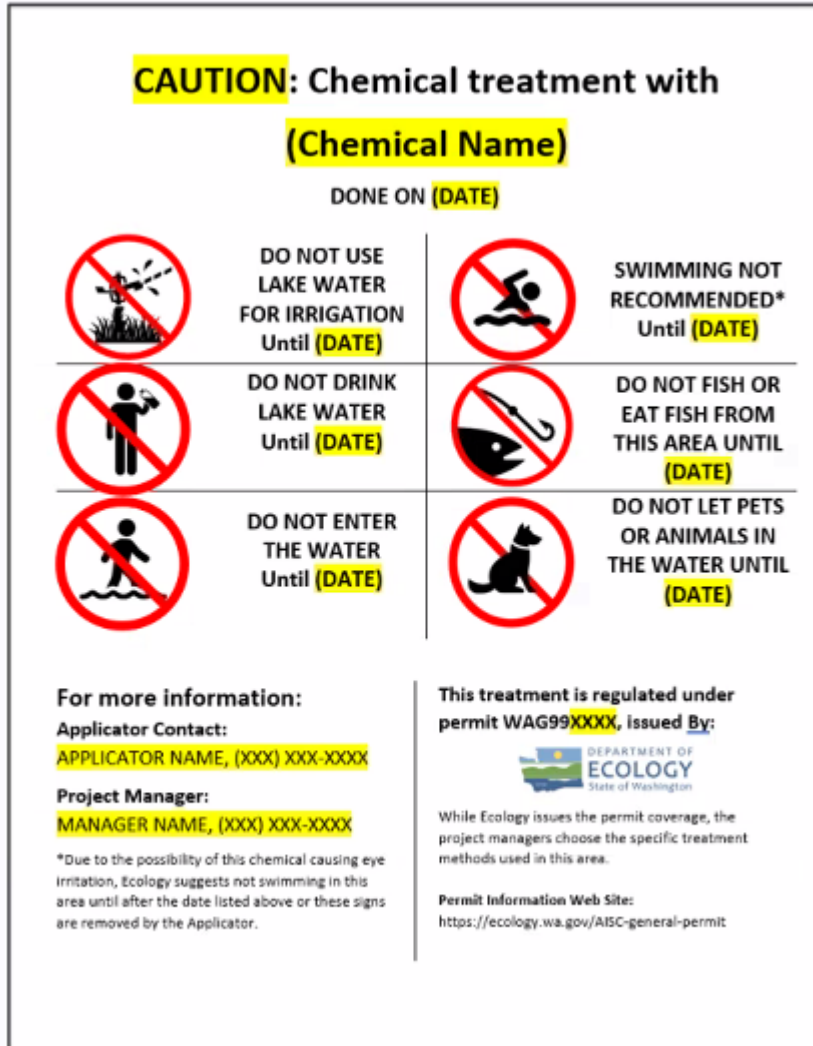 CAUTION: Chemical treatment with
(Chemical Name)
DONE ON (DATE)
DO NOT USE
LAKE WATER
FOR IRRIGATION
Until (DATE)
SWIMMING NOT
RECOMMENDED*
Until (DATE)
DO NOT DRINK
LAKE WATER
Until (DATE)
DO NOT FISH OR
EAT FISH FROM
THIS AREA UNTIL
(DATE)
DO NOT ENTER
THE WATER
Until (DATE)
DO NOT LET PETS
OR ANIMALS IN
THE WATER UNTIL
(DATE)
For more information:
Applicator Contact:
APPLICATOR NAME, (XXX) XXX-XXXX
Project Manager:
MANAGER NAME, (XXX) XXX-XXXX
*Due to the possibility of this chemical causing eye
irritation, Ecology suggests not swimming in this
area until after the date listed above or these signs
are removed by the Applicator.
This treatment is regulated under
permit WAG99XXXX, issued By:
DEPARTMENT OF
ECOLOGY
State of Washington
While Ecology issues the permit coverage, the
project managers choose the specific treatment
methods used in this area.
Permit Information Web Site:
https://ecology.wa.gov/AISC-general-permit